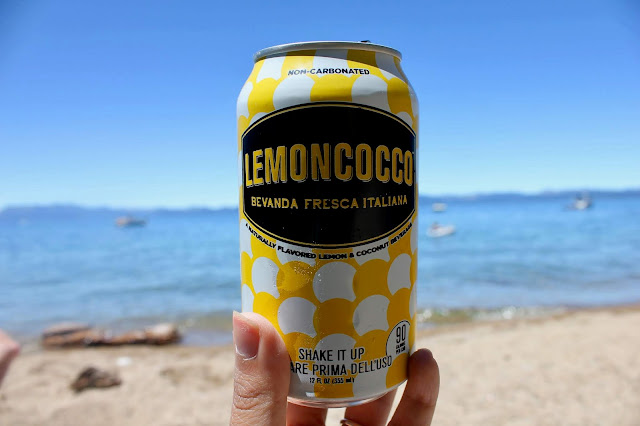 NON-CARBONATED
LEMONCOCCO
BEVANDA FRESCA ITALIANA
A NATURALLY FLAVORED LEMON & COCONUT BEVERAGE
90
SHAKE IT UP
ARE PRIMA DELL'USO
12 FL OZ (355 mL)